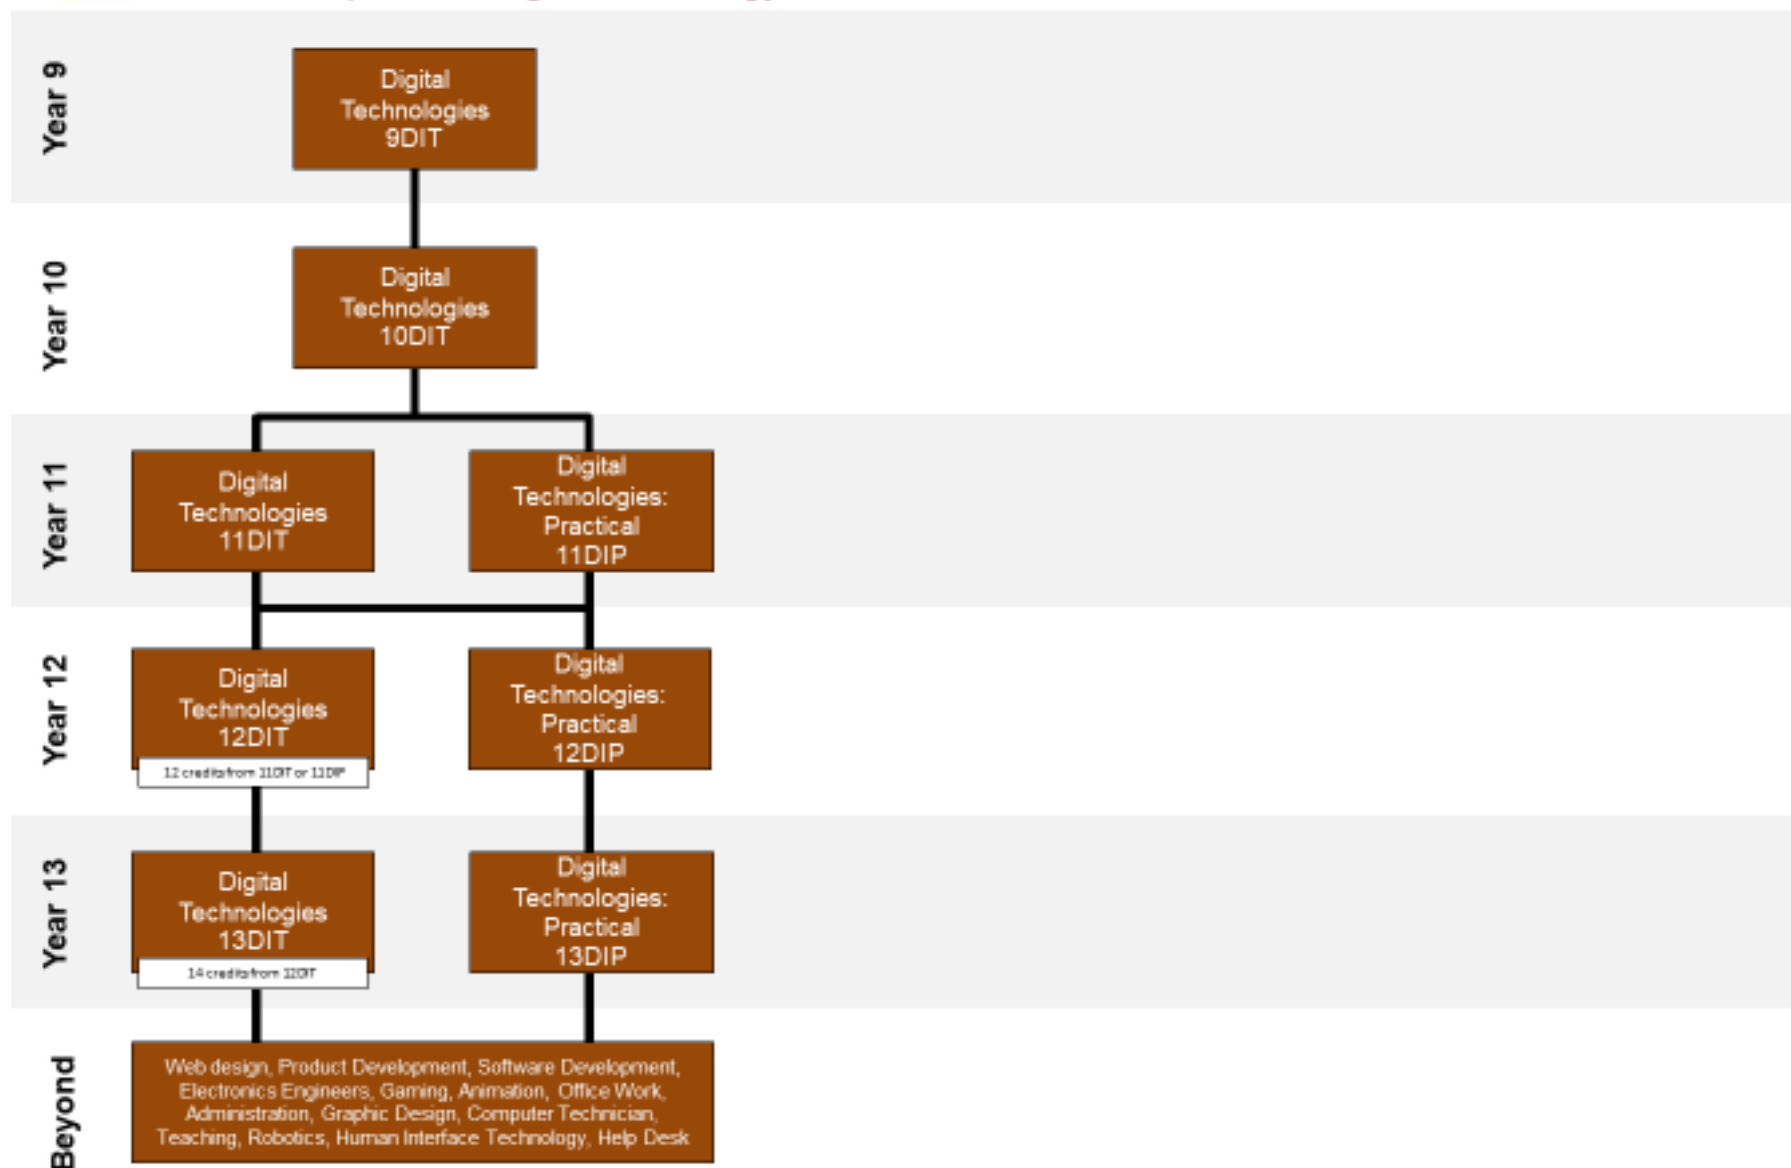 Year 9
Digital
Technologies
9DIT
Year 10
Digital
Technologies
10DIT
Year 11
Digital
Technologies
11DIT
Digital
Technologies:
Practical
11DIP
Year 12
Digital
Technologies
12DIT
12 credits from 11DIT or 11DIP
Digital
Technologies:
Practical
12DIP
Year 13
Digital
Technologies
13DIT
14 credits from 12DIT
Digital
Technologies:
Practical
13DIP
Beyond
Web design, Product Development, Software Development,
Electronics Engineers, Gaming, Animation, Office Work,
Administration, Graphic Design, Computer Technician,
Teaching, Robotics, Human Interface Technology, Help Desk